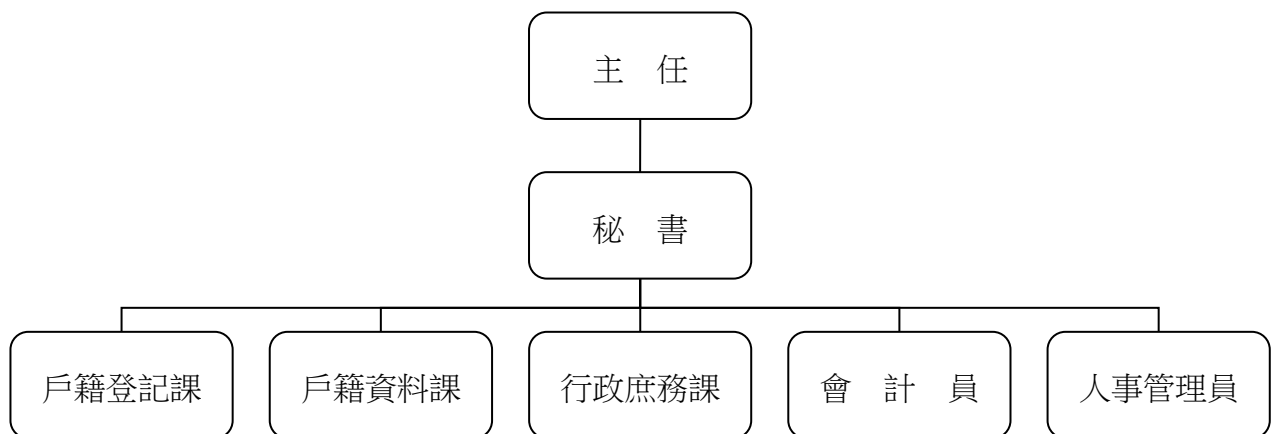 主　任
秘　書
戶籍登記課
戶籍資料課
行政庶務課
會　計　員
人事管理員